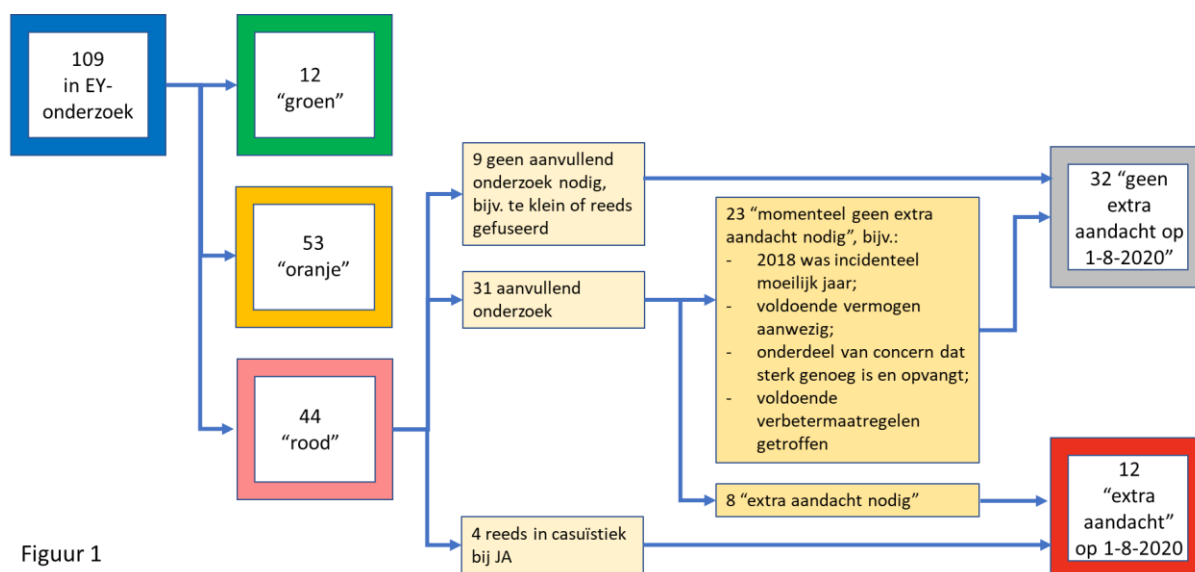 109
in EY-
onderzoek
12
“groen”
53
“oranje”
44
“rood”
9 geen aanvullend
onderzoek nodig,
bijv. te klein of reeds
gefuseerd
31 aanvullend
onderzoek
4 reeds in casuïstiek
bij JA
23 “momenteel geen extra
aandacht nodig”, bijv.:
- 2018 was incidenteel
moeilijk jaar;
- voldoende vermogen
aanwezig;
- onderdeel van concern dat
sterk genoeg is en opvangt;
- voldoende
verbetermaatregelen
getroffen
8 “extra aandacht nodig”
32 “geen
extra
aandacht op
1-8-2020”
12
“extra
aandacht”
op 1-8-2020
Figuur 1